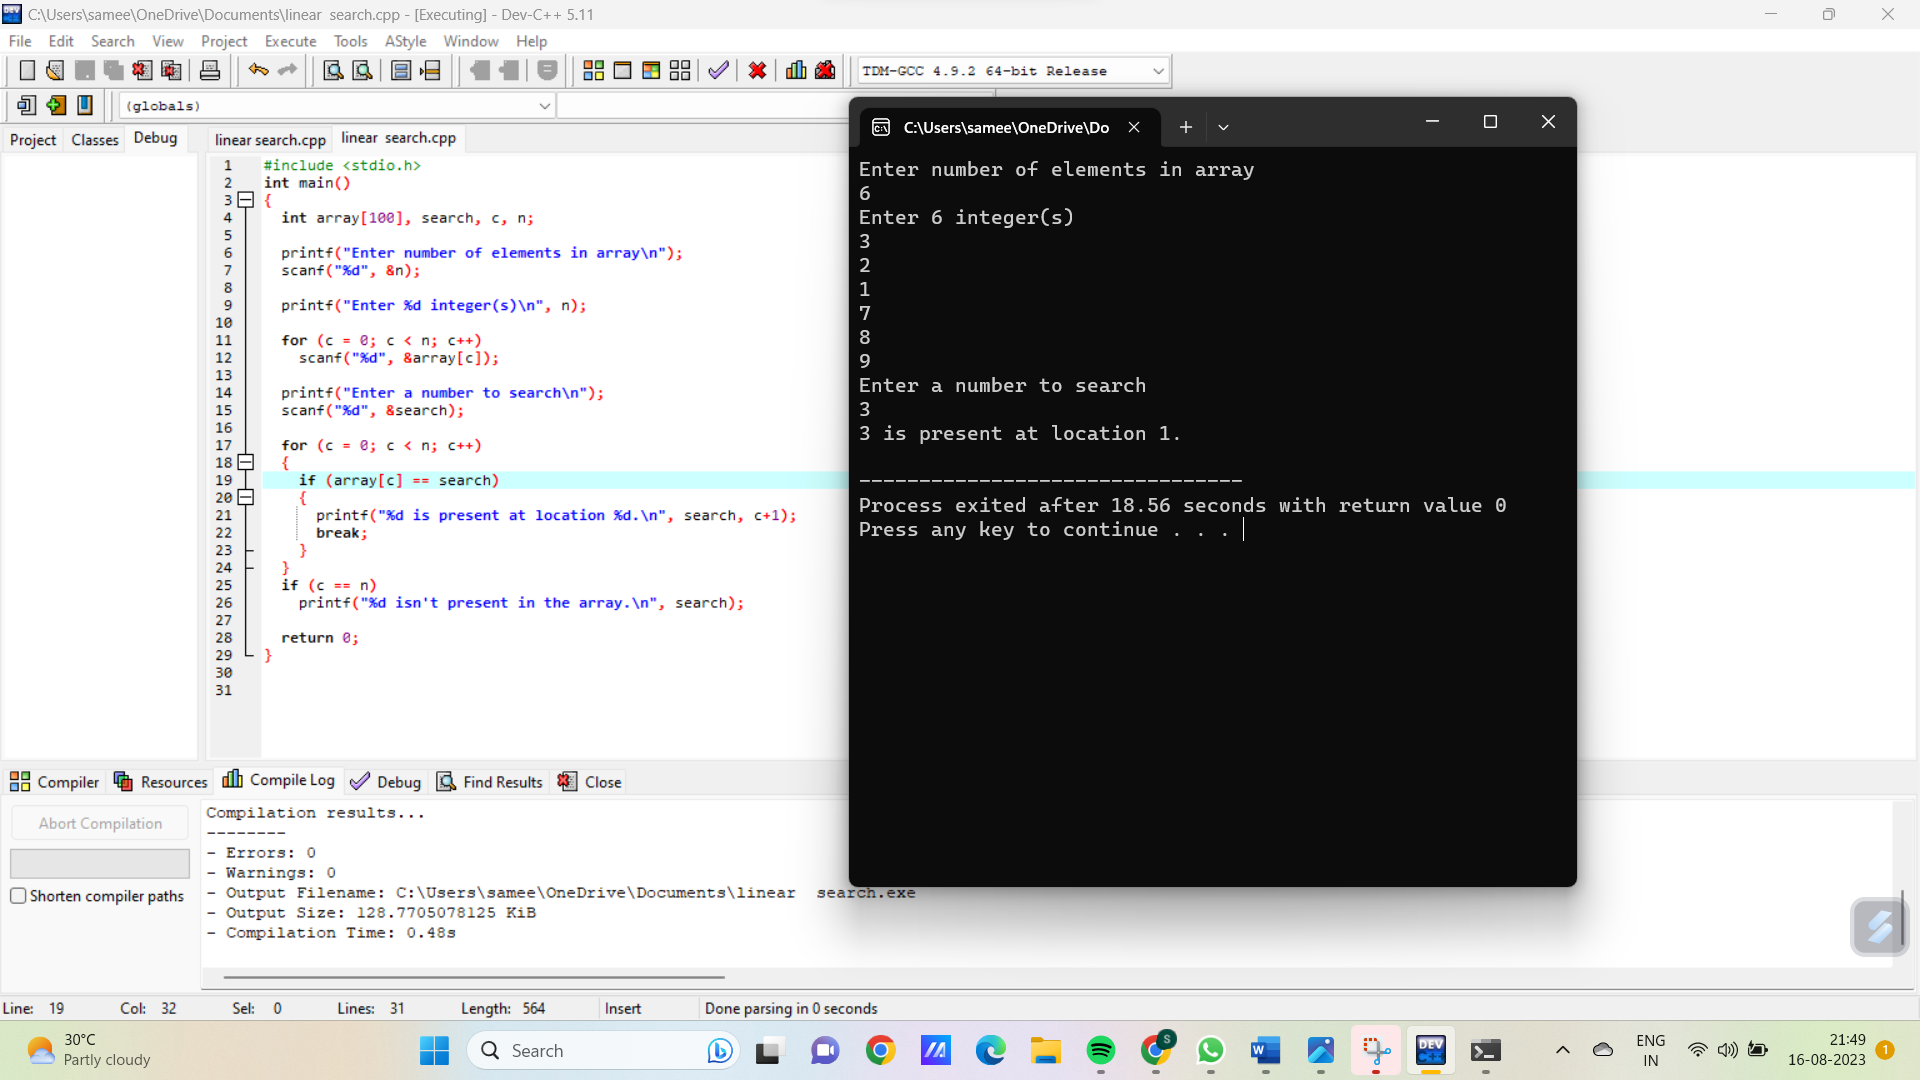 C:\Users\samee\OneDrive\Documents\linear  search.cpp - [Executing] - Dev-C++ 5.11
File Edit Search View Project Execute Tools AStyle Window Help
TDM-GCC 4.9.2 64-bit Release
(globals)
Project Classes Debug
linear search.cpp linear  search.cpp
1 #include <stdio.h>
2 int main()
3 {
4   int array[100], search, c, n;
5
6   printf("Enter number of elements in array\n");
7   scanf("%d", &n);
8
9   printf("Enter %d integer(s)\n", n);
10
11   for (c = 0; c < n; c++)
12     scanf("%d", &array[c]);
13
14   printf("Enter a number to search\n");
15   scanf("%d", &search);
16
17   for (c = 0; c < n; c++)
18   {
19     if (array[c] == search)
20     {
21       printf("%d is present at location %d.\n", search, c+1);
22       break;
23     }
24   }
25   if (c == n)
26     printf("%d isn't present in the array.\n", search);
27
28   return 0;
29 }
30
31
C:\Users\samee\OneDrive\Do
Enter number of elements in array
6
Enter 6 integer(s)
3
2
1
7
8
9
Enter a number to search
3
3 is present at location 1.
--------------------------------
Process exited after 18.56 seconds with return value 0
Press any key to continue . . .
Compiler Resources Compile Log Debug Find Results Close
Abort Compilation
Shorten compiler paths
Compilation results...
--------
- Errors: 0
- Warnings: 0
- Output Filename: C:\Users\samee\OneDrive\Documents\linear  search.exe
- Output Size: 128.7705078125 KiB
- Compilation Time: 0.48s
Line: 19 Col: 32 Sel: 0 Lines: 31 Length: 564 Insert Done parsing in 0 seconds
30°C
Partly cloudy
Search
S
W
DEV
C++
ENG
IN
21:49
16-08-2023
1